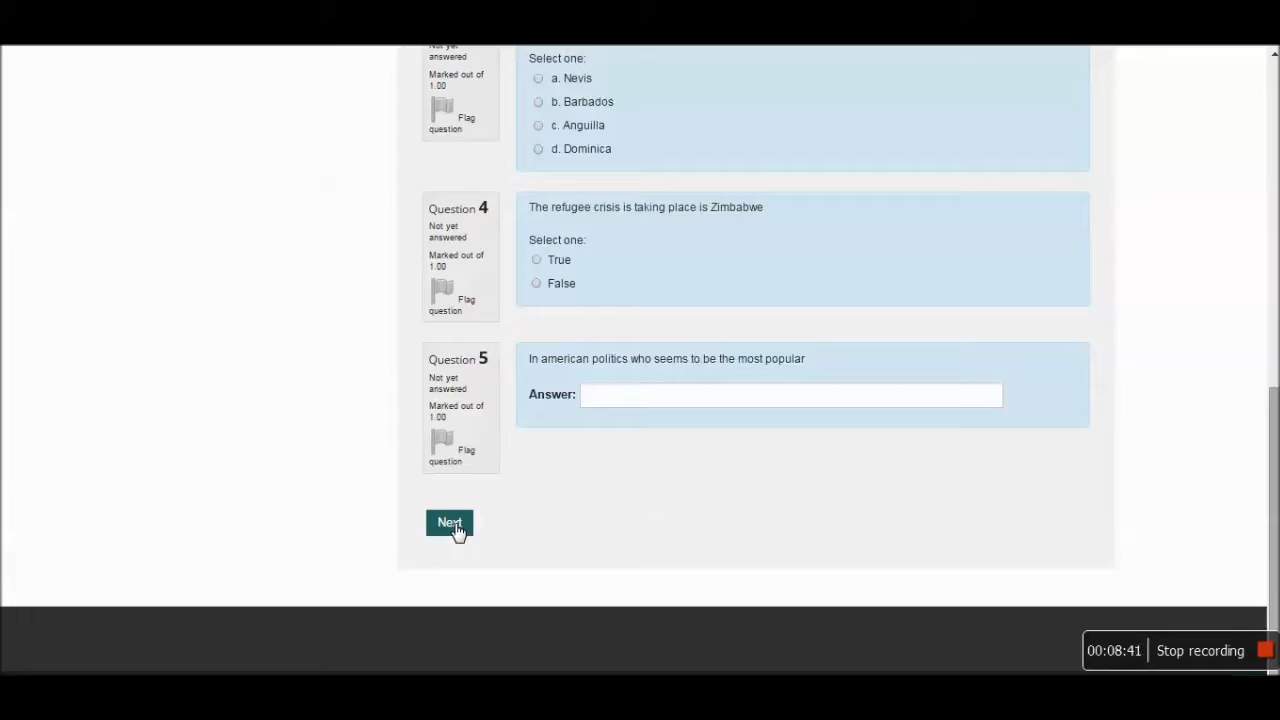 Not yet
answered
Marked out of
1.00
Flag
question
Select one:
a. Nevis
b. Barbados
c. Anguilla
d. Dominica
Question 4
Not yet
answered
Marked out of
1.00
Flag
question
The refugee crisis is taking place is Zimbabwe
Select one:
True
False
Question 5
Not yet
answered
Marked out of
1.00
Flag
question
In american politics who seems to be the most popular
Answer:
Next
00:08:41 Stop recording